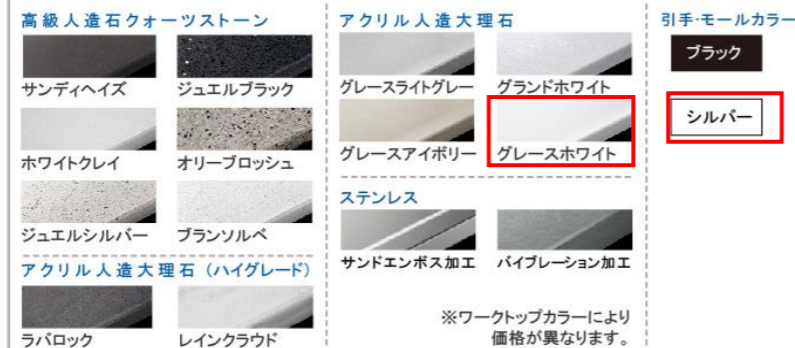 高級人造石クォーツストーン
サンディヘイズ
ジュエルブラック
ホワイトクレイ
オリーブロッシュ
ジュエルシルバー
ブランソルベ
アクリル人造大理石（ハイグレード）
ラバロック
レインクラウド
アクリル人造大理石
グレースライトグレー
グランドホワイト
グレースアイボリー
グレースホワイト
ステンレス
サンドエンボス加工
バイブレーション加工
※ワークトップカラーにより
価格が異なります。
引手・モールカラー
ブラック
シルバー